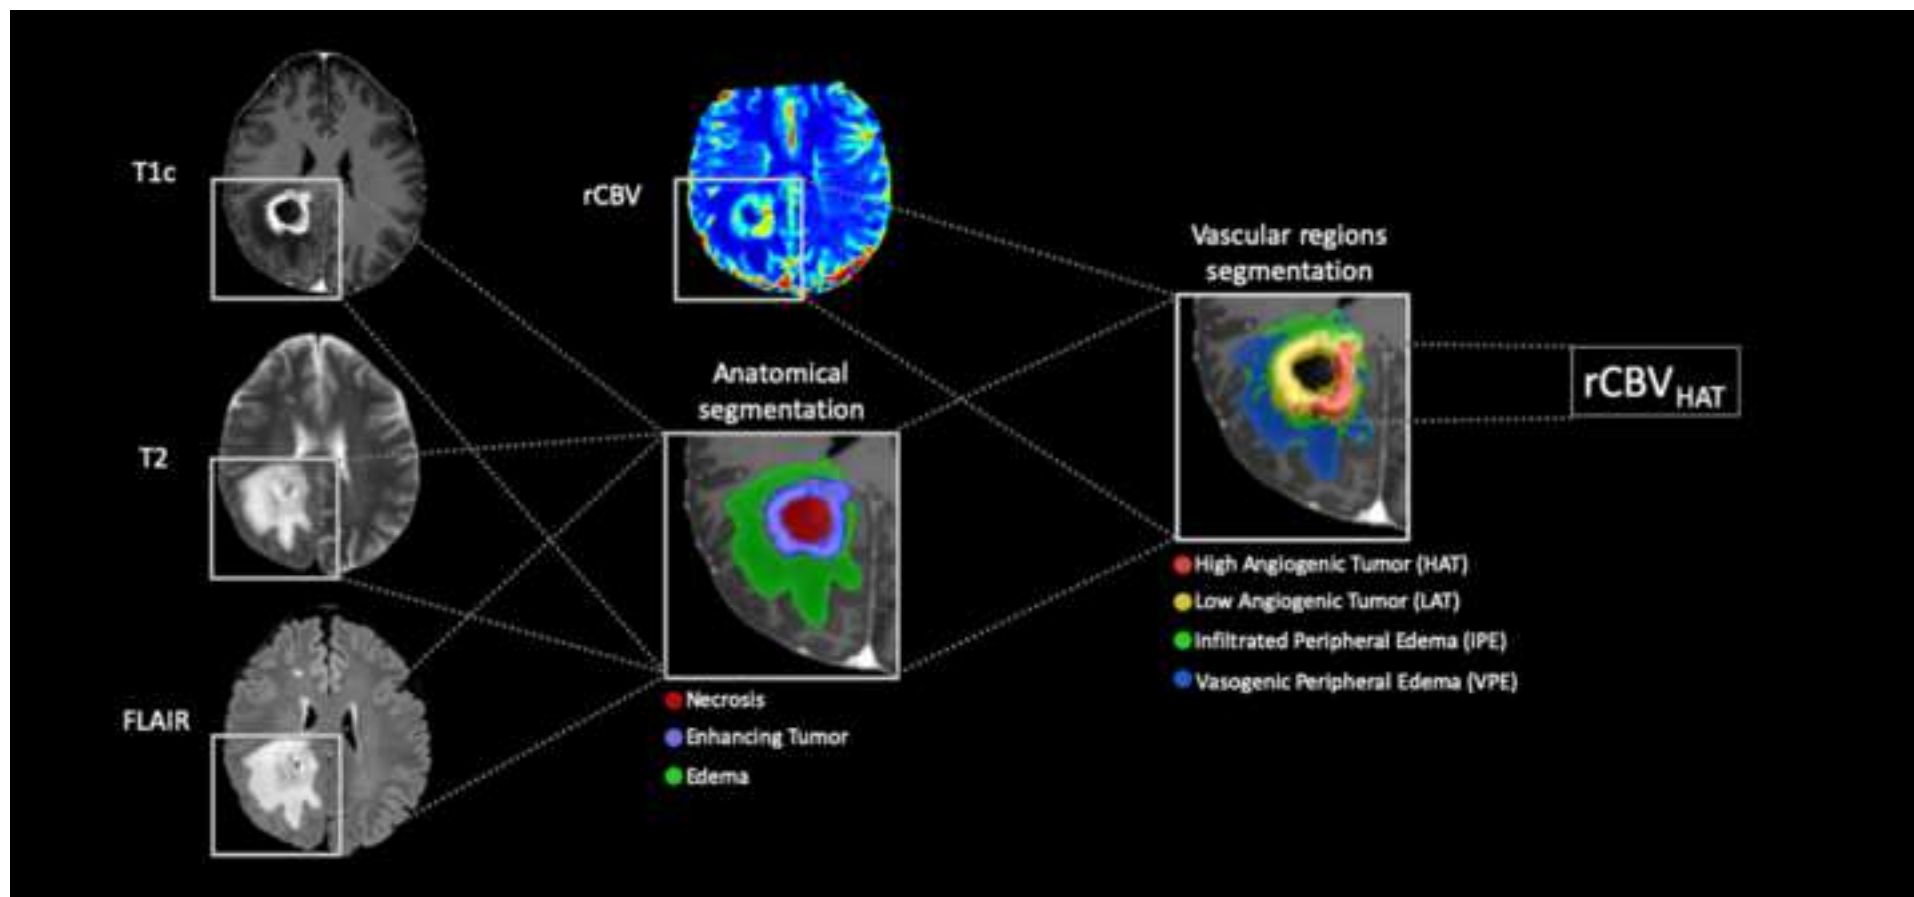 T1c
T2
FLAIR
rCBV
Anatomical
segmentation
Necrosis
Enhancing Tumor
Edema
Vascular regions
segmentation
High Angiogenic Tumor (HAT)
Low Angiogenic Tumor (LAT)
Infiltrated Peripheral Edema (IPE)
Vasogenic Peripheral Edema (VPE)
rCBVHAT